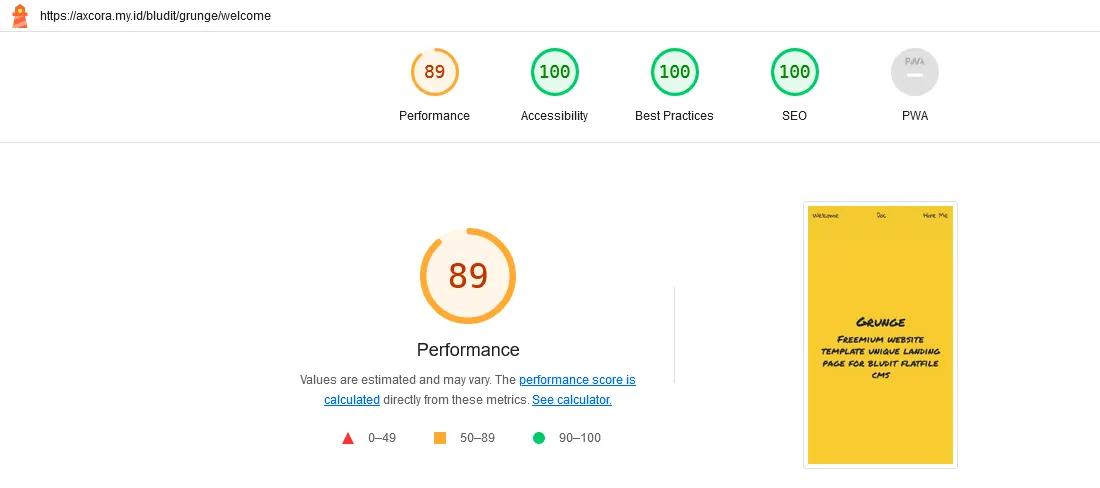 https://axcora.my.id/bludit/grunge/welcome
89
100
100
100
PWA
Performance
Accessibility
Best Practices
SEO
PWA
89
Performance
Values are estimated and may vary. The performance score is
calculated directly from these metrics. See calculator.
0–49
50–89
90–100
Welcome
Doc
Hire Me
Grunge
Freemium website
template unique landing
page for bludit flatfile
cms